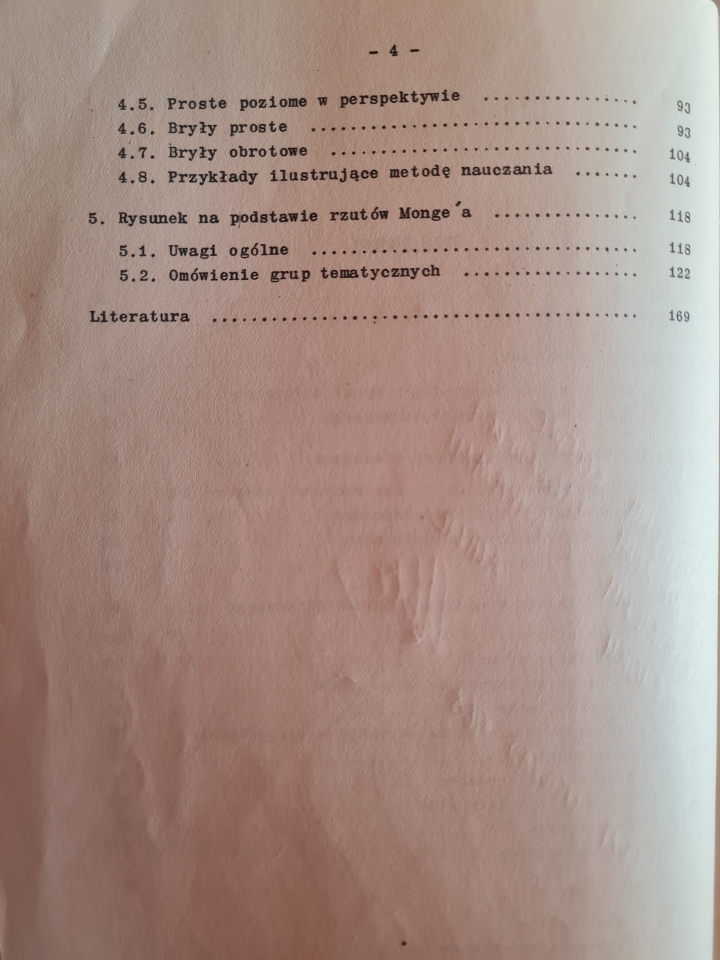 - 4 -
4.5. Proste poziome w perspektywie ................ 93
4.6. Bryły proste ................................. 93
4.7. Bryły obrotowe ............................... 104
4.8. Przykłady ilustrujące metodę nauczania ....... 104
5. Rysunek na podstawie rzutów Monge´a ............... 118
5.1. Uwagi ogólne ................................. 118
5.2. Omówienie grup tematycznych .................. 122
Literatura ........................................... 169